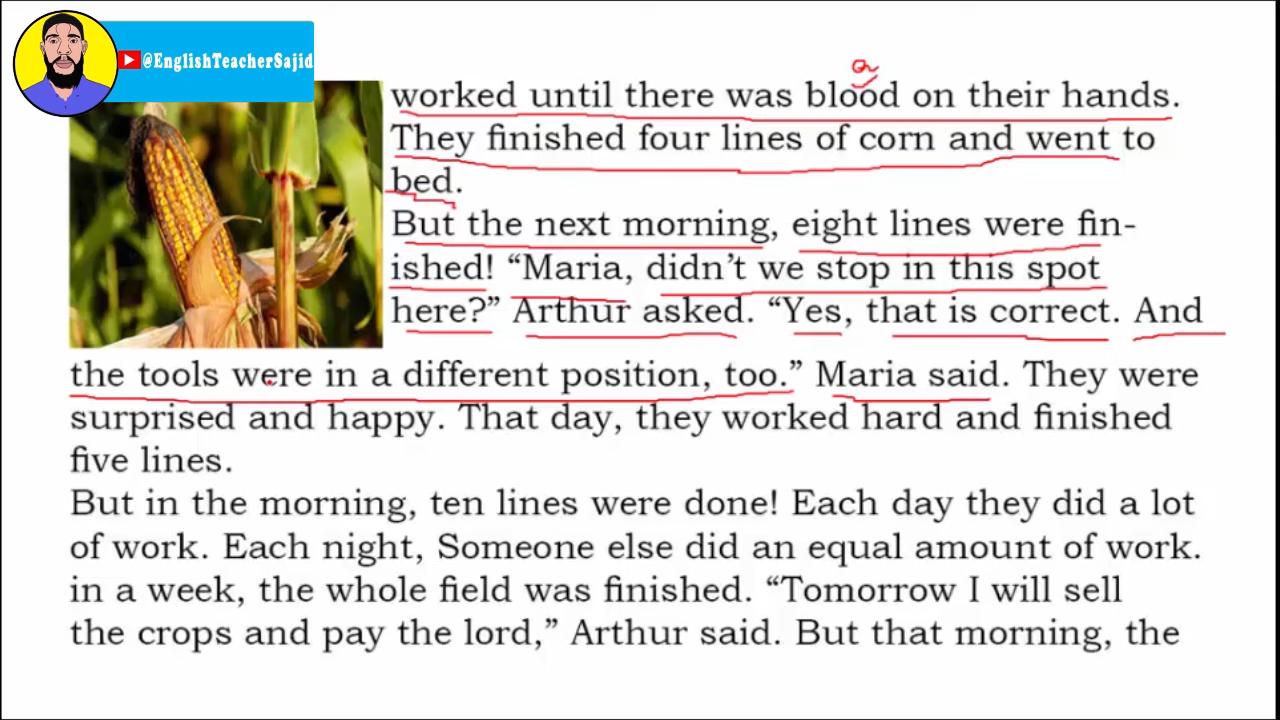 @EnglishTeacherSajid
worked until there was blood on their hands.
They finished four lines of corn and went to
bed.
But the next morning, eight lines were fin-
ished! “Maria, didn’t we stop in this spot
here?” Arthur asked. “Yes, that is correct. And
the tools were in a different position, too.” Maria said. They were
surprised and happy. That day, they worked hard and finished
five lines.
But in the morning, ten lines were done! Each day they did a lot
of work. Each night, Someone else did an equal amount of work.
in a week, the whole field was finished. “Tomorrow I will sell
the crops and pay the lord,” Arthur said. But that morning, the